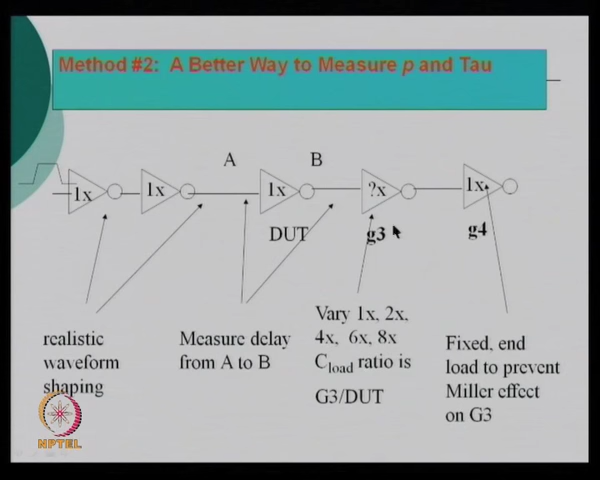 Method #2: A Better Way to Measure p and Tau
A B
1x 1x 1x ?x 1x
DUT g3 g4
realistic
waveform
shaping
Measure delay
from A to B
Vary 1x, 2x,
4x, 6x, 8x
Cload ratio is
G3/DUT
Fixed, end
load to prevent
Miller effect
on G3
NPTEL